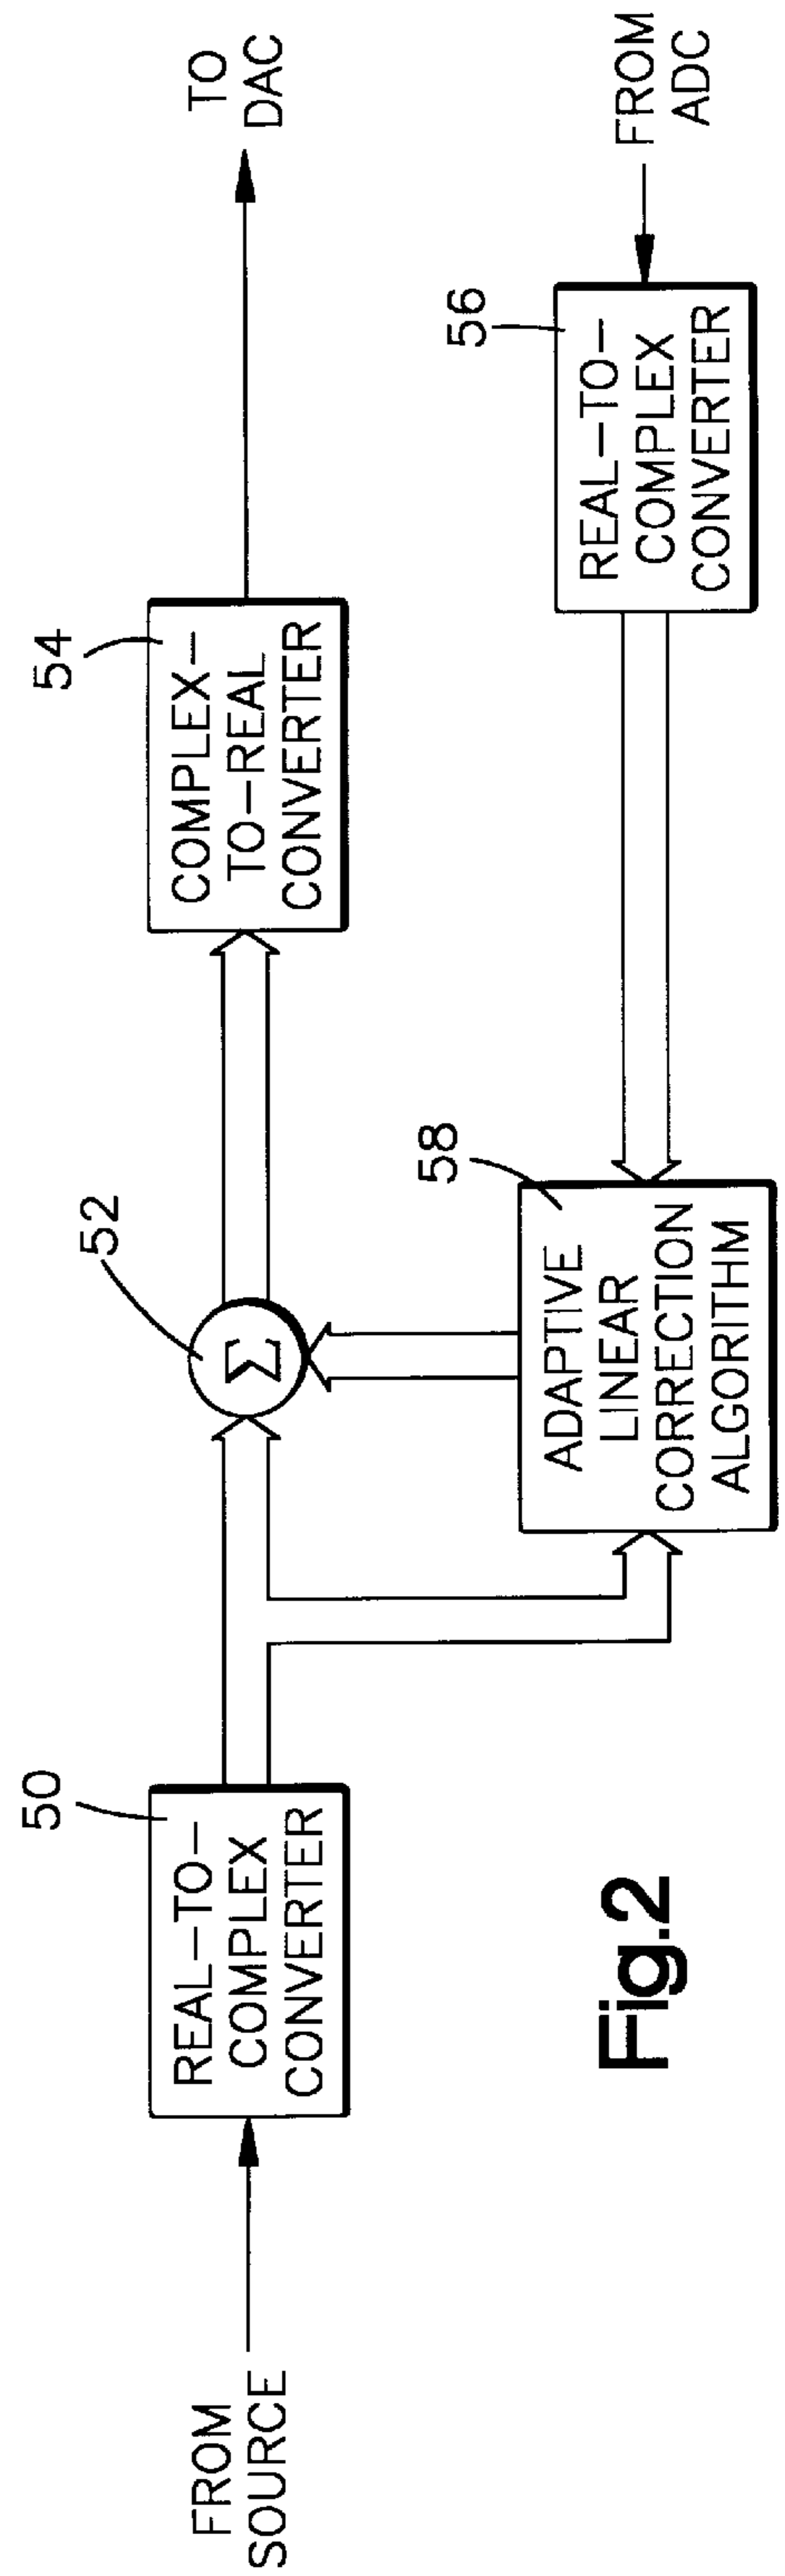 FROM
SOURCE
50
REAL-TO-
COMPLEX
CONVERTER
52
Σ
54
COMPLEX-
TO-REAL
CONVERTER
TO
DAC
58
ADAPTIVE
LINEAR
CORRECTION
ALGORITHM
56
REAL-TO-
COMPLEX
CONVERTER
FROM
ADC
Fig.2